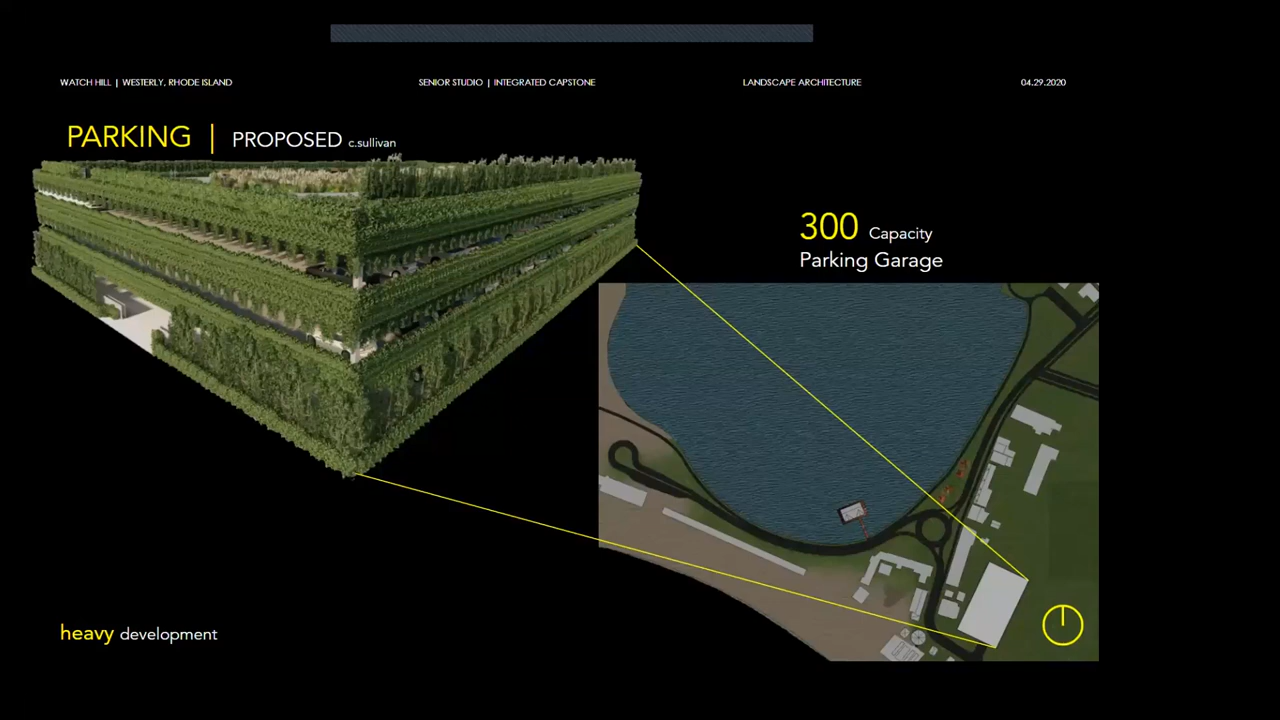 WATCH HILL | WESTERLY, RHODE ISLAND
SENIOR STUDIO | INTEGRATED CAPSTONE
LANDSCAPE ARCHITECTURE
04.29.2020
PARKING | PROPOSED c.sullivan
300 Capacity
Parking Garage
heavy development